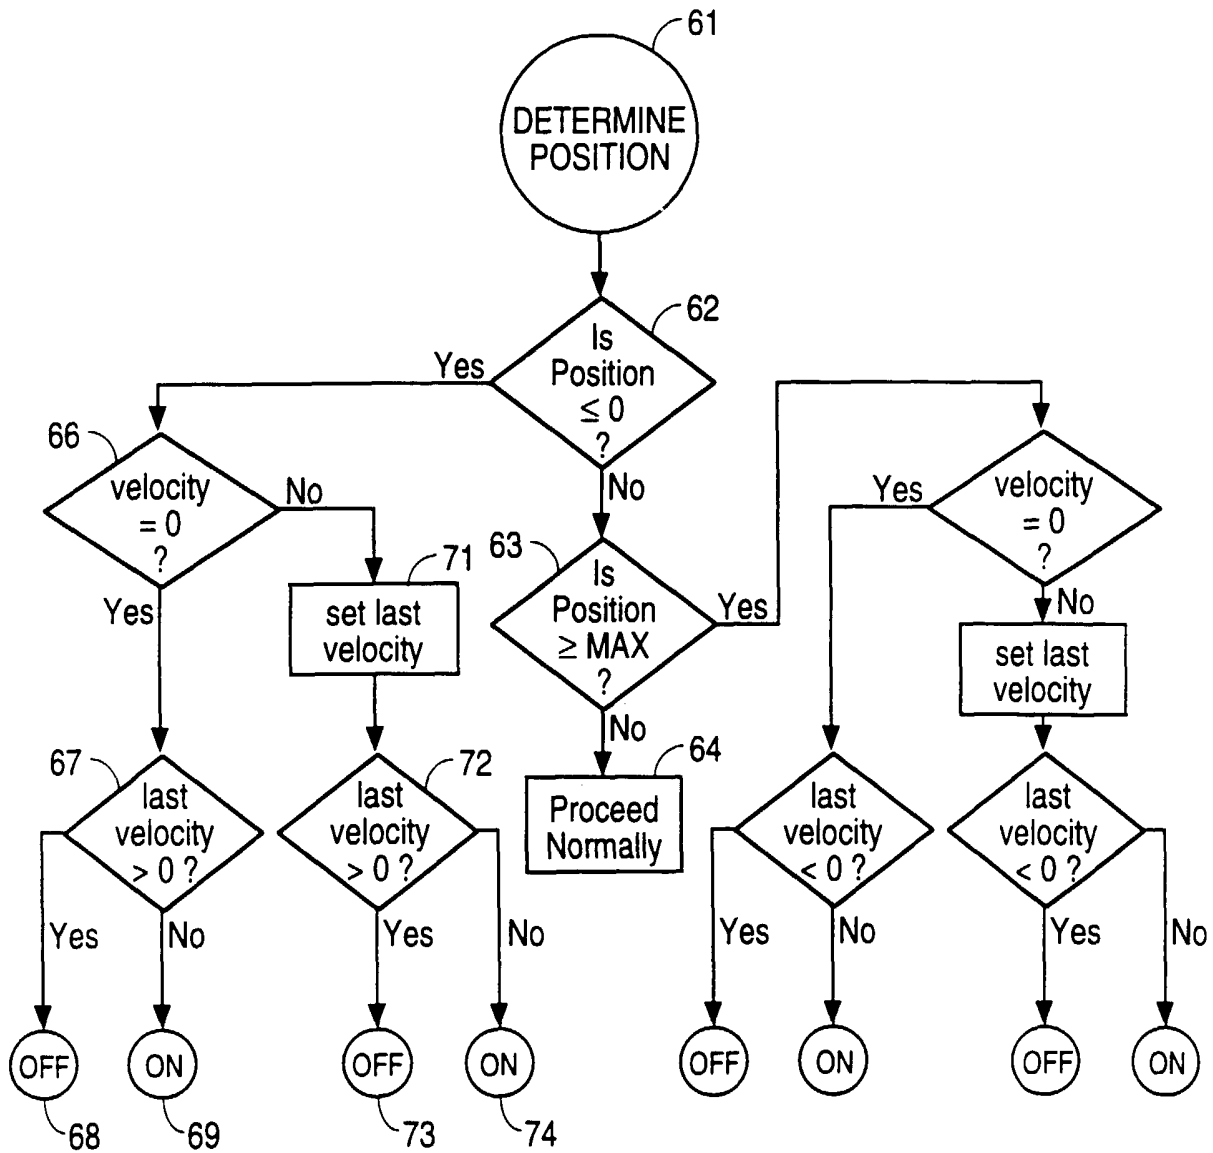 61
DETERMINE
POSITION
62
Is
Position
≤ 0
?
Yes
No
66
velocity
= 0
?
No
Yes
71
set last
velocity
63
Is
Position
≥ MAX
?
Yes
No
64
Proceed
Normally
velocity
= 0
?
Yes
No
set last
velocity
67
last
velocity
> 0 ?
Yes
No
72
last
velocity
> 0 ?
Yes
No
last
velocity
< 0 ?
Yes
No
last
velocity
< 0 ?
Yes
No
OFF
ON
OFF
ON
OFF
ON
OFF
ON
68
69
73
74